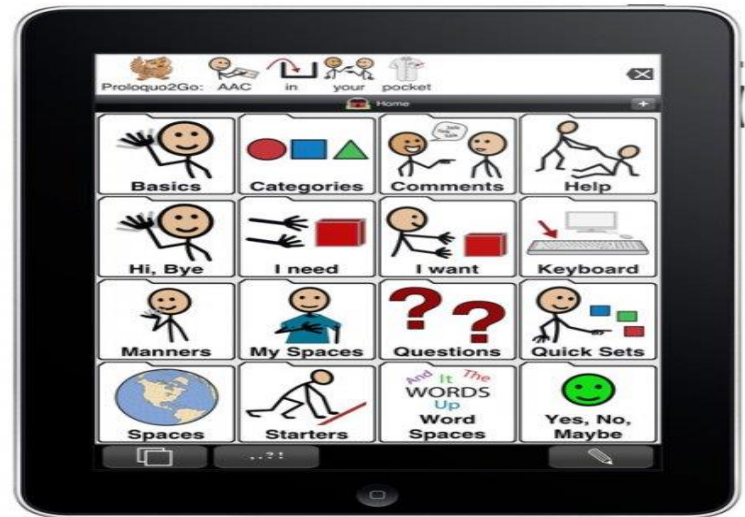 Proloquo2Go: AAC in your pocket
Home
Basics Categories Comments Help
Hi, Bye I need I want Keyboard
Manners My Spaces Questions Quick Sets
And It The
WORDS
Up
Spaces Starters Word Spaces Yes, No, Maybe
..?!